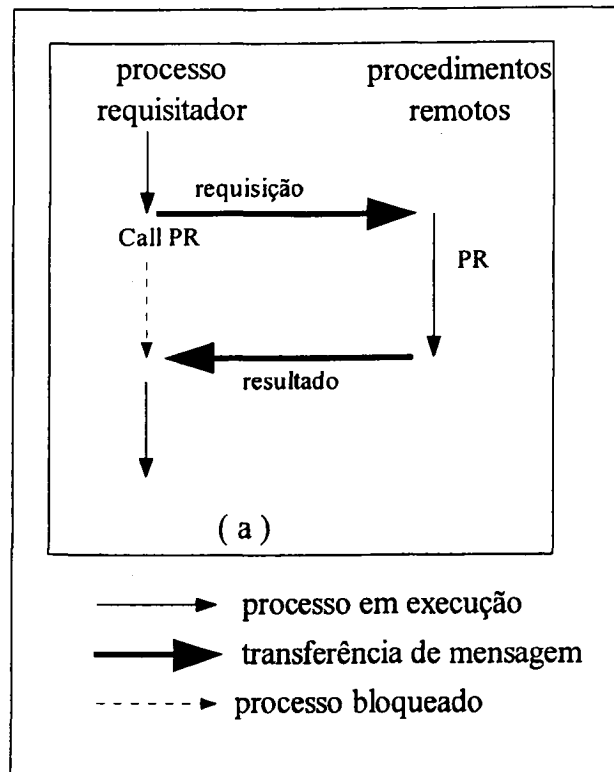 processo
requisitador
procedimentos
remotos
requisição
Call PR
PR
resultado
( a )
processo em execução
transferência de mensagem
processo bloqueado